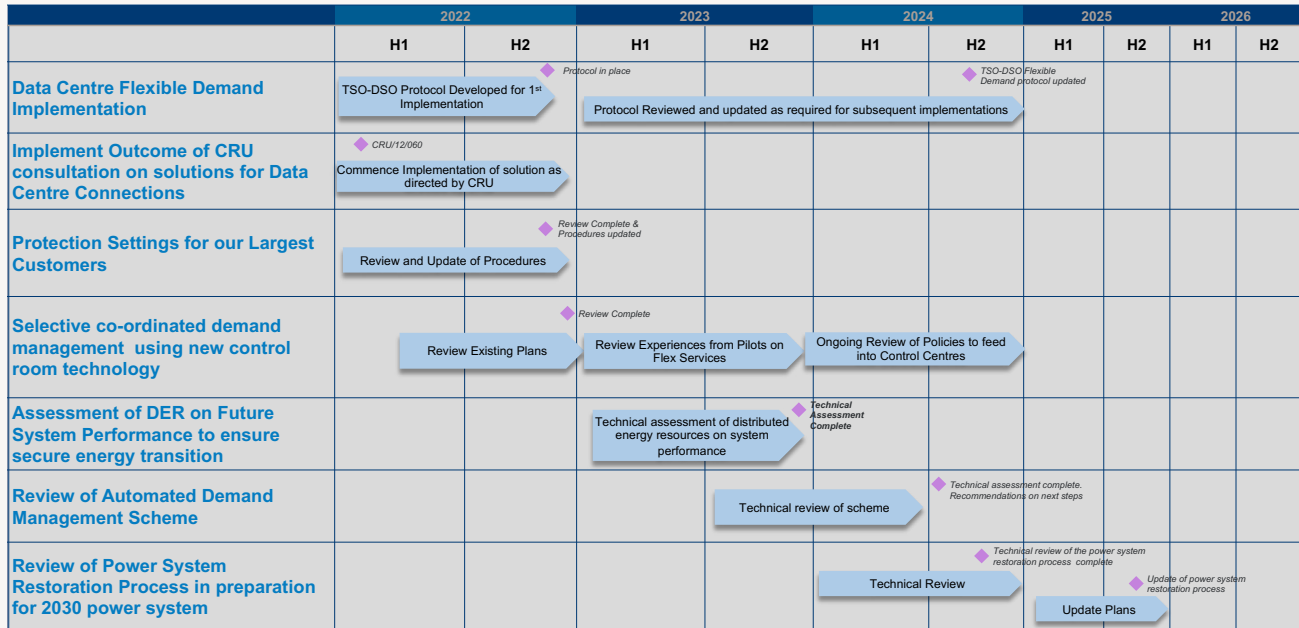 2022 2023 2024 2025 2026
H1 H2 H1 H2 H1 H2 H1 H2 H1 H2
Data Centre Flexible Demand
Implementation
TSO-DSO Protocol Developed for 1st
Implementation
Protocol in place
Protocol Reviewed and updated as required for subsequent implementations
TSO-DSO Flexible
Demand protocol updated
Implement Outcome of CRU
consultation on solutions for Data
Centre Connections
CRU/12/060
Commence Implementation of solution as
directed by CRU
Protection Settings for our Largest
Customers
Review Complete &
Procedures updated
Review and Update of Procedures
Selective co-ordinated demand
management using new control
room technology
Review Complete
Review Existing Plans
Review Experiences from Pilots on
Flex Services
Ongoing Review of Policies to feed
into Control Centres
Assessment of DER on Future
System Performance to ensure
secure energy transition
Technical assessment of distributed
energy resources on system
performance
Technical
Assessment
Complete
Review of Automated Demand
Management Scheme
Technical review of scheme
Technical assessment complete.
Recommendations on next steps
Review of Power System
Restoration Process in preparation
for 2030 power system
Technical review of the power system
restoration process complete
Technical Review
Update of power system
restoration process
Update Plans